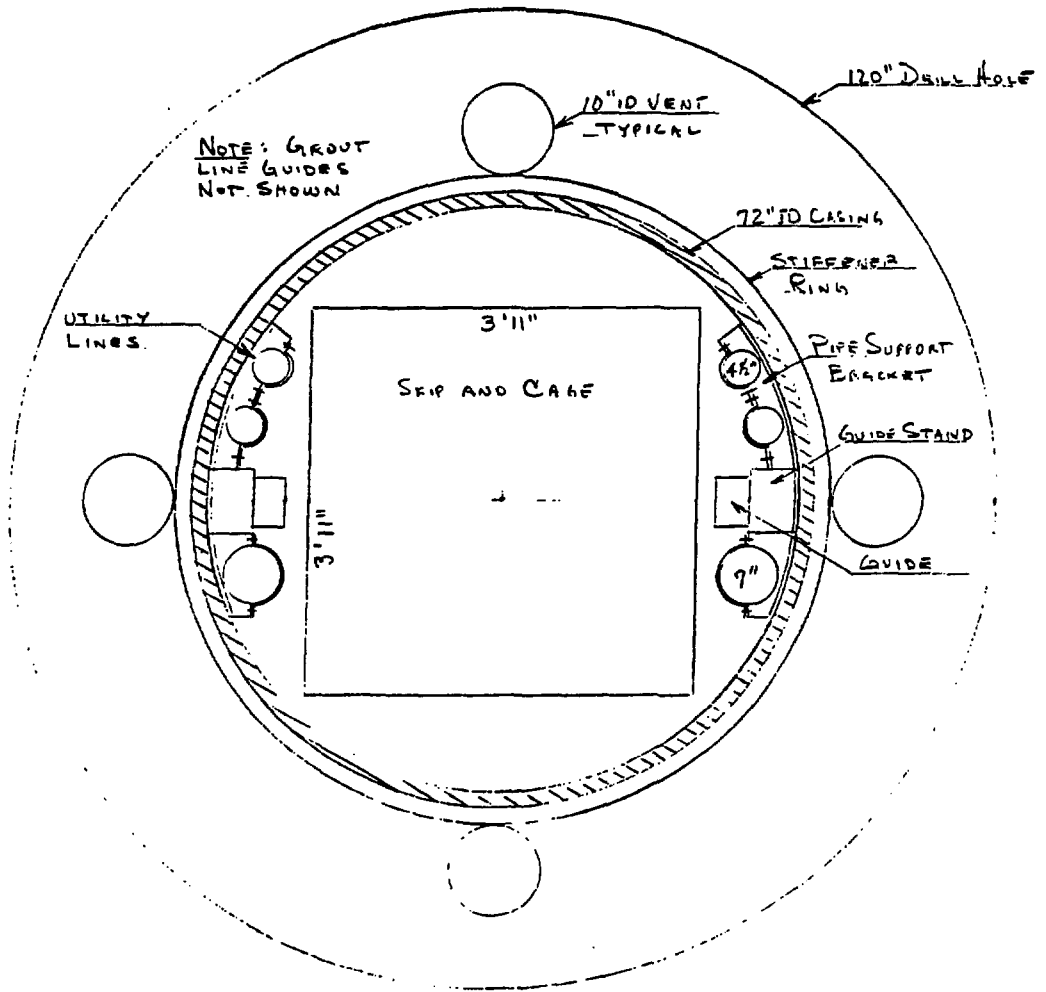 120" DRILL HOLE
10" ID VENT
TYPICAL
NOTE: GROUT
LINE GUIDES
NOT SHOWN
72" ID CASING
STIFFENER
RING
UTILITY
LINES
3'11"
PIPE SUPPORT
BRACKET
4½"
SKIP AND CAGE
GUIDE STAND
3'11"
GUIDE
7"